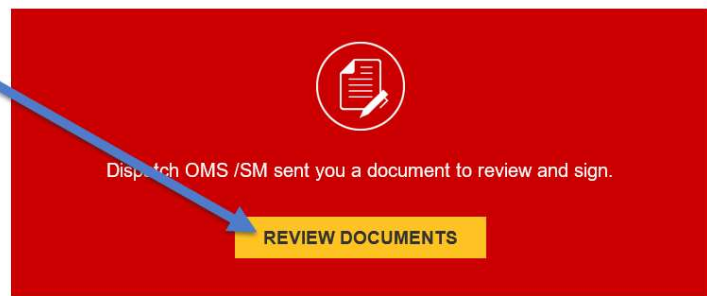 Dispatch OMS /SM sent you a document to review and sign.
REVIEW DOCUMENTS